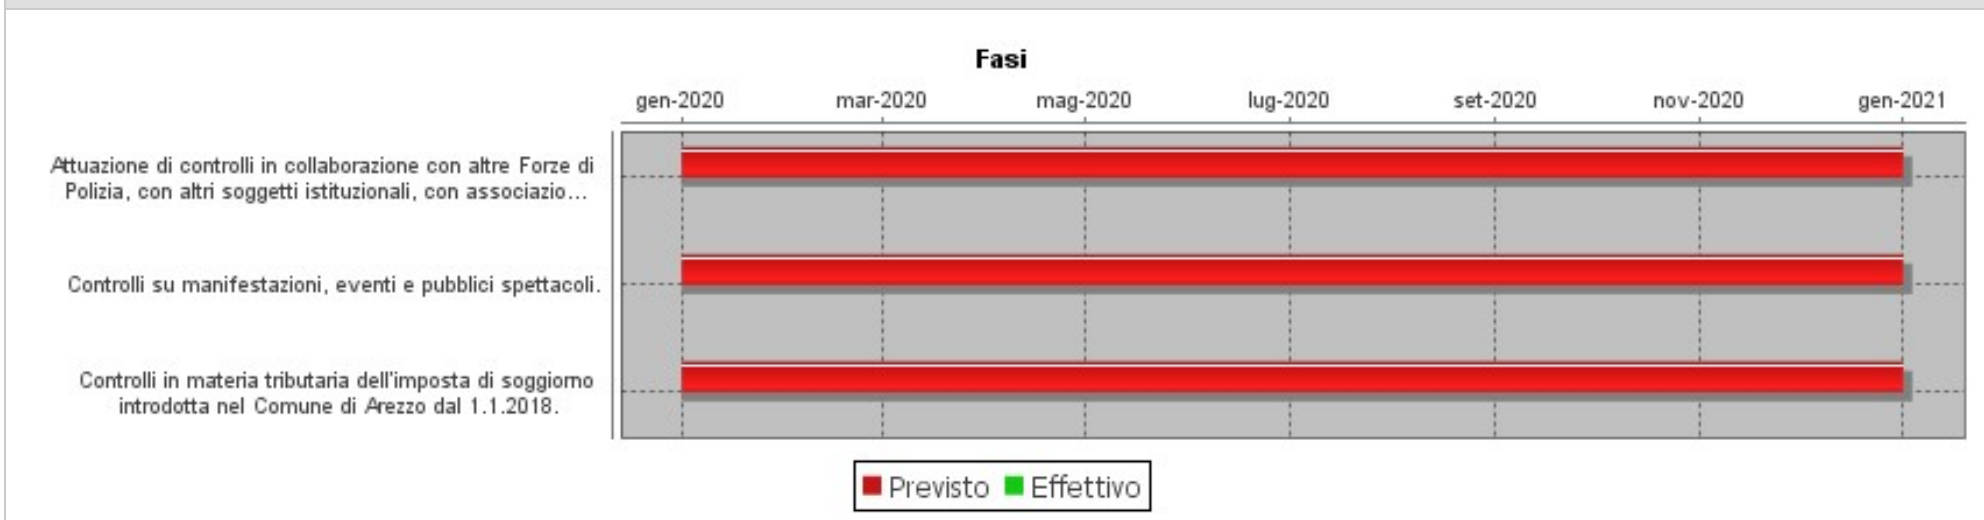 Fasi
gen-2020 mar-2020 mag-2020 lug-2020 set-2020 nov-2020 gen-2021
Attuazione di controlli in collaborazione con altre Forze di
Polizia, con altri soggetti istituzionali, con associazio...
Controlli su manifestazioni, eventi e pubblici spettacoli.
Controlli in materia tributaria dell'imposta di soggiorno
introdotta nel Comune di Arezzo dal 1.1.2018.
Previsto Effettivo